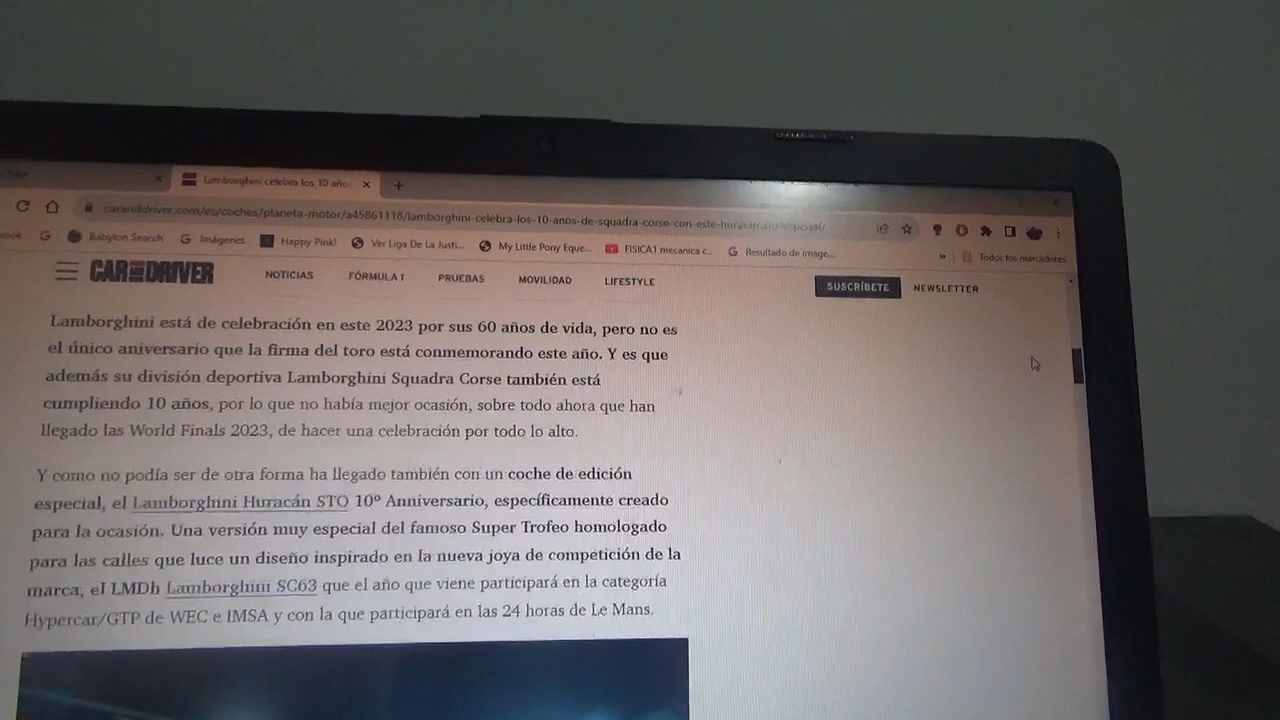 Lamborghini celebra los 10 año
caranddriver.com/es/coches/planeta-motor/a45861118/lamborghini-celebra-los-10-anos-de-squadra-corse-con-este-
Babylon Search
Imágenes
Happy Pink!
Ver Liga De La Justi...
My Little Pony Eque...
FISICA1 mecanica c...
Resultado de image...
»
Todos los marcadores
CAR AND DRIVER
NOTICIAS
FÓRMULA 1
PRUEBAS
MOVILIDAD
LIFESTYLE
SUSCRÍBETE
NEWSLETTER
Lamborghini está de celebración en este 2023 por sus 60 años de vida, pero no es
el único aniversario que la firma del toro está conmemorando este año. Y es que
además su división deportiva Lamborghini Squadra Corse también está
cumpliendo 10 años, por lo que no había mejor ocasión, sobre todo ahora que han
llegado las World Finals 2023, de hacer una celebración por todo lo alto.
Y como no podía ser de otra forma ha llegado también con un coche de edición
especial, el Lamborghini Huracán STO 10º Anniversario, específicamente creado
para la ocasión. Una versión muy especial del famoso Super Trofeo homologado
para las calles que luce un diseño inspirado en la nueva joya de competición de la
marca, el LMDh Lamborghini SC63 que el año que viene participará en la categoría
Hypercar/GTP de WEC e IMSA y con la que participará en las 24 horas de Le Mans.